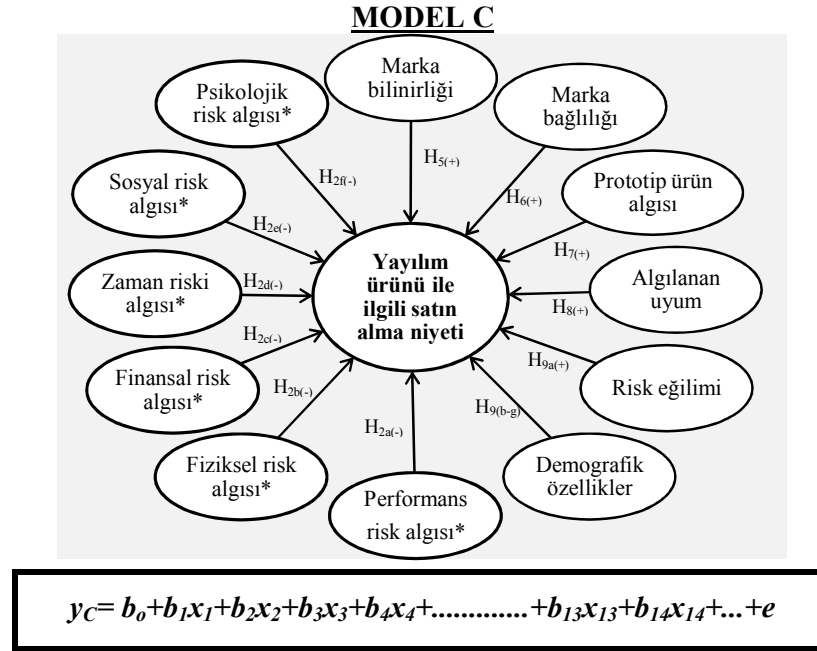 MODEL C
Marka
bilinirliği
Psikolojik
risk algısı*
Marka
bağlılığı
H5(+)
H2f(-)
H6(+)
Sosyal risk
algısı*
Prototip ürün
algısı
H2e(-)
H7(+)
Yayılım
ürünü ile
ilgili satın
alma niyeti
Zaman riski
algısı*
H2d(-)
Algılanan
uyum
H8(+)
H2c(-)
H9a(+)
Finansal risk
algısı*
Risk eğilimi
H2b(-)
H9(b-g)
H2a(-)
Fiziksel risk
algısı*
Demografik
özellikler
Performans
risk algısı*
yC= bo+b1x1+b2x2+b3x3+b4x4+.............+b13x13+b14x14+...+e